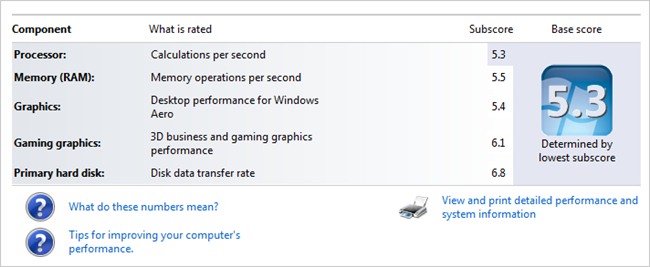 Component What is rated Subscore Base score
Processor: Calculations per second 5.3
Memory (RAM): Memory operations per second 5.5
Graphics: Desktop performance for Windows
Aero 5.4
Gaming graphics: 3D business and gaming graphics
performance 6.1
Primary hard disk: Disk data transfer rate 6.8
5.3
Determined by
lowest subscore
What do these numbers mean?
Tips for improving your computer's
performance.
View and print detailed performance and
system information